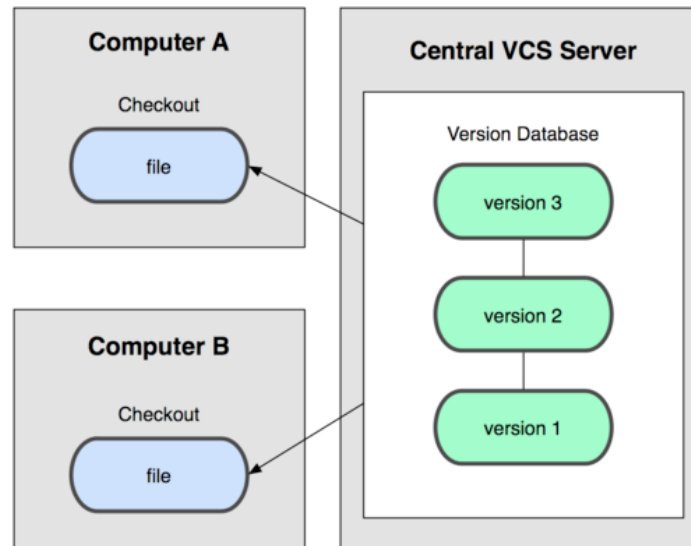 Computer A
Checkout
file
Computer B
Checkout
file
Central VCS Server
Version Database
version 3
version 2
version 1